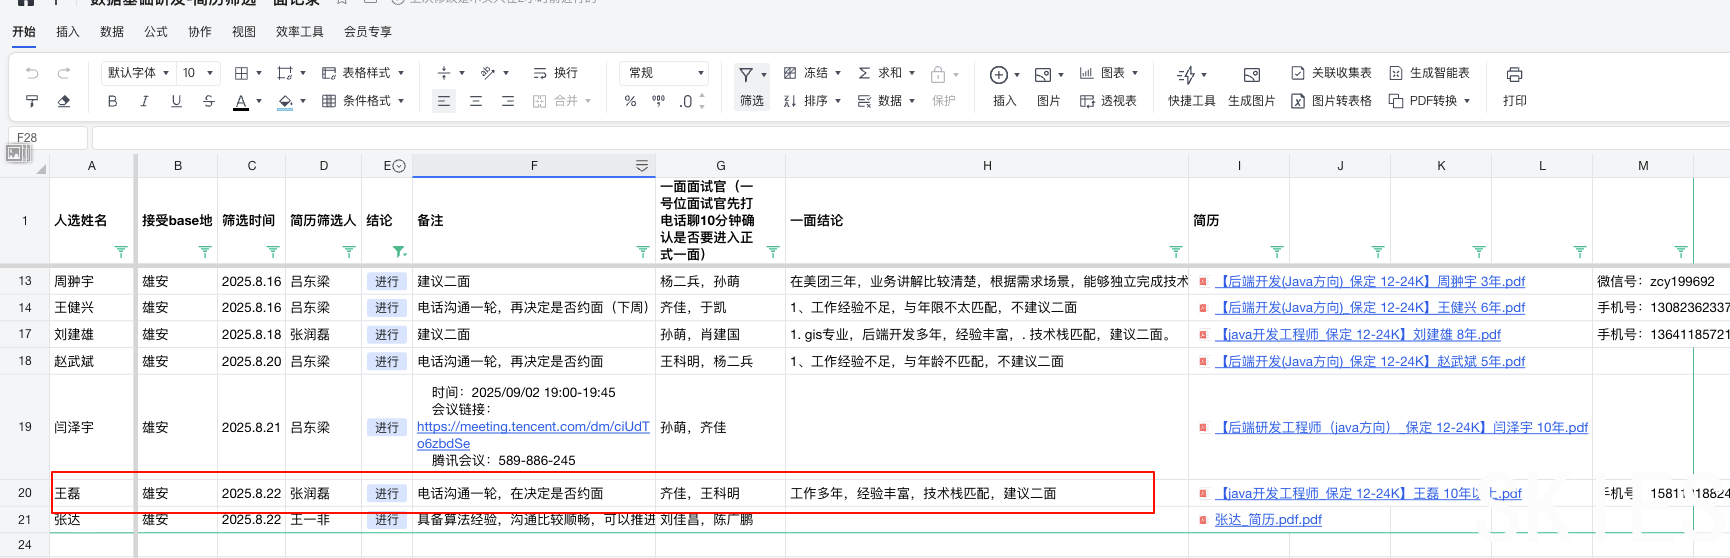 开始 插入 数据 公式 协作 视图 效率工具 会员专享
默认字体 10 表格样式 换行 常规 冻结 求和 图表 关联收集表 生成智能表
B I U S A 条件格式 合并 % .0 筛选 排序 数据 保护 插入 图片 透视表 快捷工具 生成图片 图片转表格 PDF转换 打印
F28
A B C D E F G H I J K L M
1 人选姓名 接受base地 筛选时间 简历筛选人 结论 备注 一面面试官（一号位面试官先打电话聊10分钟确认是否要进入正式一面） 一面结论 简历
13 周翀宇 雄安 2025.8.16 吕东梁 进行 建议二面 杨二兵，孙萌 在美团三年，业务讲解比较清楚，根据需求场景，能够独立完成技术 【后端开发(Java方向)_保定 12-24K】周翀宇 3年.pdf 微信号：zcy199692
14 王健兴 雄安 2025.8.16 吕东梁 进行 电话沟通一轮，再决定是否约面（下周） 齐佳，于凯 1、工作经验不足，与年限不太匹配，不建议二面 【后端开发(Java方向)_保定 12-24K】王健兴 6年.pdf 手机号：13082362337
17 刘建雄 雄安 2025.8.18 张润磊 进行 建议二面 孙萌，肖建国 1. gis专业，后端开发多年，经验丰富，. 技术栈匹配，建议二面。 【java开发工程师_保定 12-24K】刘建雄 8年.pdf 手机号：13641185721
18 赵武斌 雄安 2025.8.20 吕东梁 进行 电话沟通一轮，再决定是否约面 王科明，杨二兵 1、工作经验不足，与年龄不匹配，不建议二面 【后端开发(Java方向)_保定 12-24K】赵武斌 5年.pdf
时间：2025/09/02 19:00-19:45
会议链接：
19 闫泽宇 雄安 2025.8.21 吕东梁 进行 https://meeting.tencent.com/dm/ciUdTo6zbdSe 孙萌，齐佳 【后端研发工程师（java方向）_保定 12-24K】闫泽宇 10年.pdf
腾讯会议：589-886-245
20 王磊 雄安 2025.8.22 张润磊 进行 电话沟通一轮，在决定是否约面 齐佳，王科明 工作多年，经验丰富，技术栈匹配，建议二面 【java开发工程师_保定 12-24K】王磊 10年以上.pdf 手机号
21 张达 雄安 2025.8.22 王一非 进行 具备算法经验，沟通比较顺畅，可以推进 刘佳昌，陈广鹏 张达_简历.pdf.pdf
24